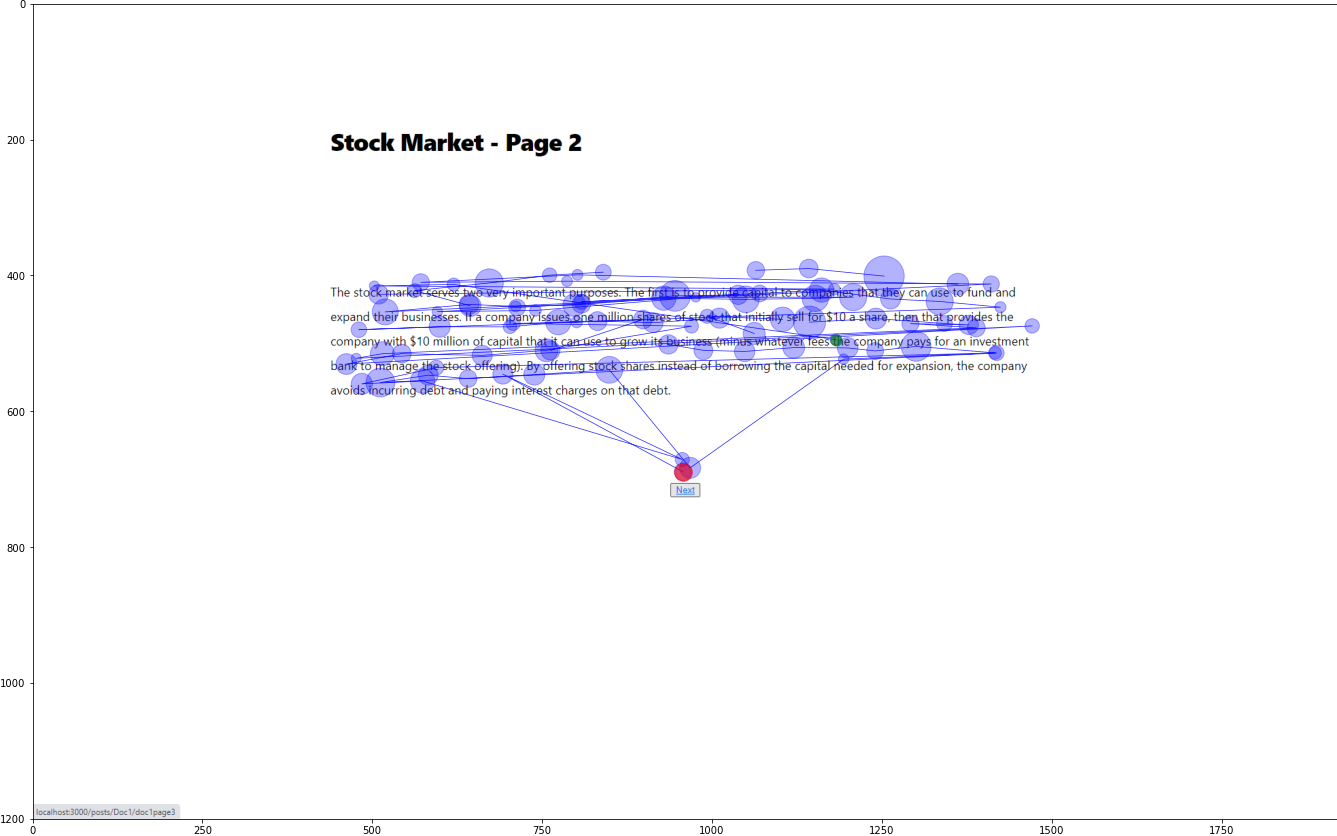 0
200
Stock Market - Page 2
400
The stock market serves two very important purposes. The first is to provide capital to companies that they can use to fund and
expand their businesses. If a company issues one million shares of stock that initially sell for $10 a share, then that provides the
company with $10 million of capital that it can use to grow its business (minus whatever fees the company pays for an investment
bank to manage the stock offering). By offering stock shares instead of borrowing the capital needed for expansion, the company
avoids incurring debt and paying interest charges on that debt.
600
Next
800
1000
localhost:3000/posts/Doc1/doc1page3
1200
0 250 500 750 1000 1250 1500 1750